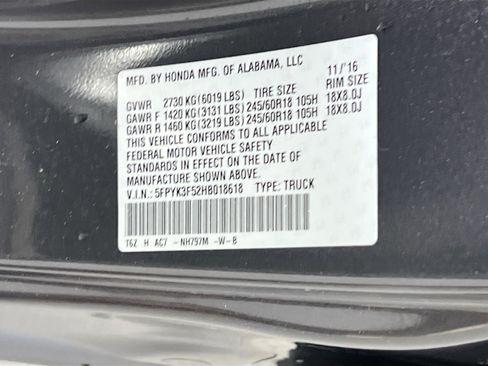 MFD. BY HONDA MFG. OF ALABAMA, LLC 11/'16
GVWR 2730 KG(6019 LBS) TIRE SIZE RIM SIZE
GAWR F 1420 KG(3131 LBS) 245/60R18 105H 18X8.0J
GAWR R 1460 KG(3219 LBS) 245/60R18 105H 18X8.0J
THIS VEHICLE CONFORMS TO ALL APPLICABLE
FEDERAL MOTOR VEHICLE SAFETY
STANDARDS IN EFFECT ON THE DATE OF
MANUFACTURE SHOWN ABOVE.
V.I.N.: 5FPYK3F52HB018618 TYPE: TRUCK
T6Z H AC7 -NH797M -W-B